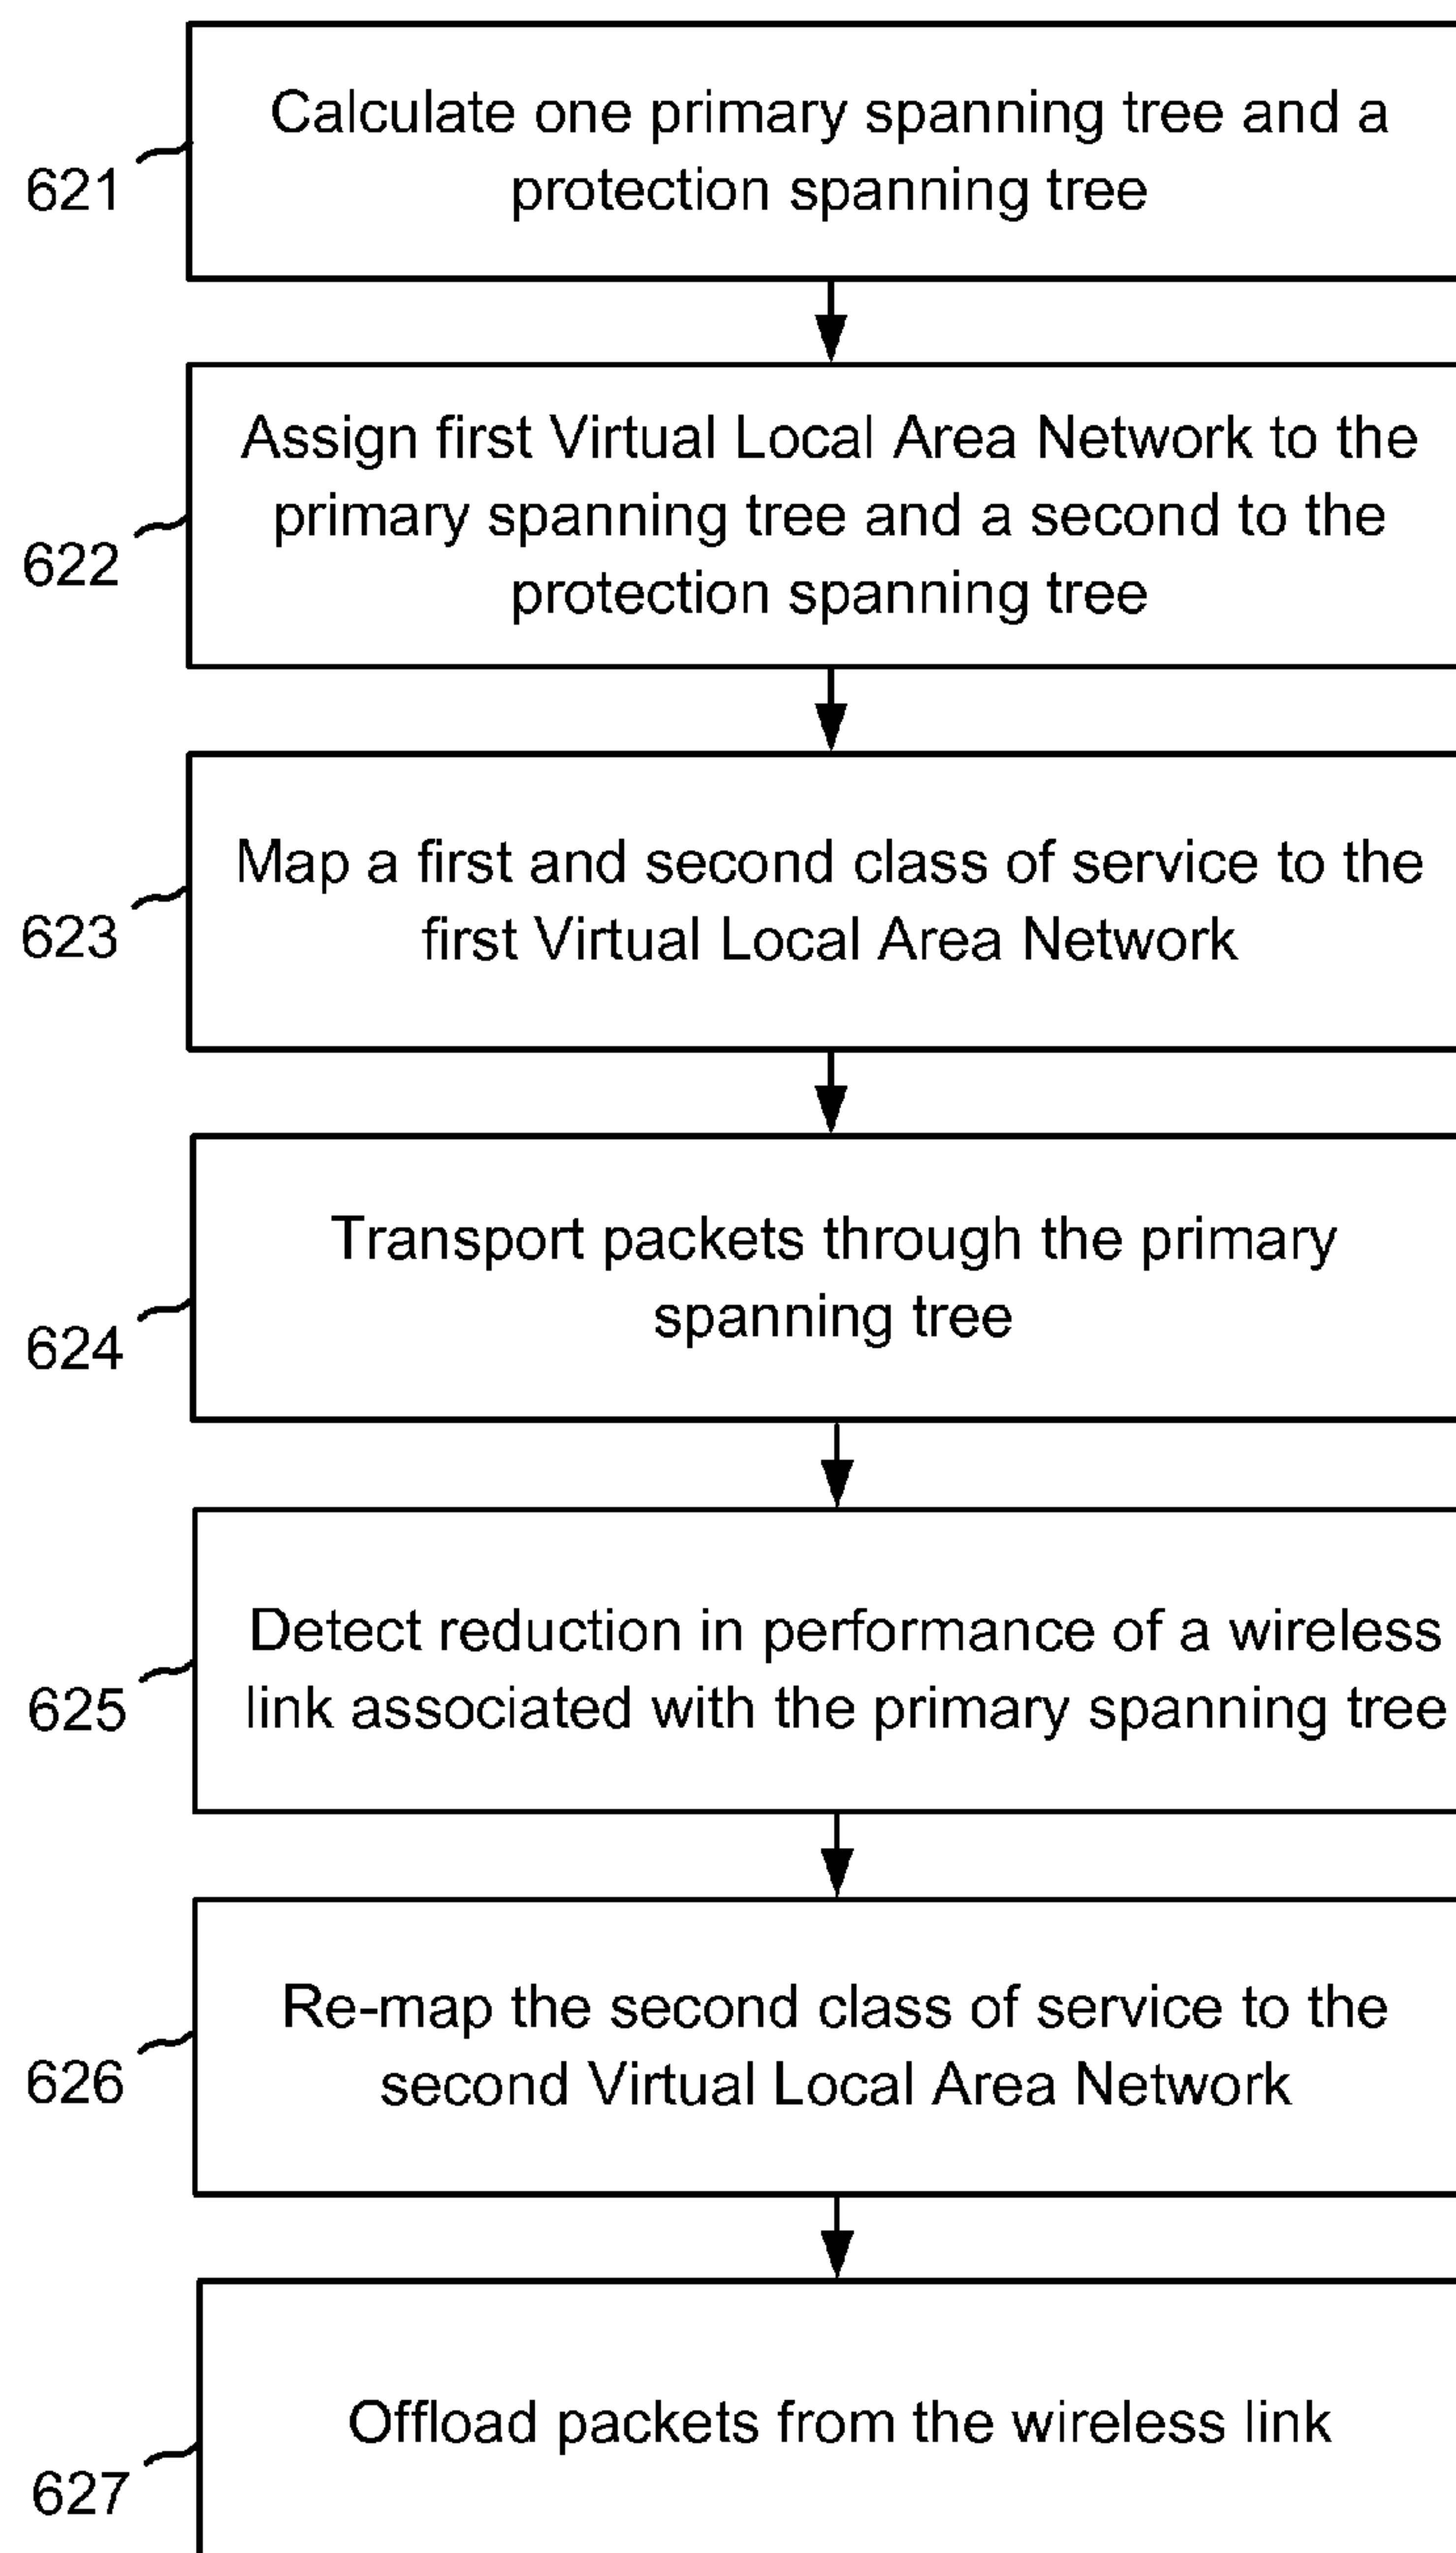 Calculate one primary spanning tree and a
protection spanning tree
621
Assign first Virtual Local Area Network to the
primary spanning tree and a second to the
protection spanning tree
622
Map a first and second class of service to the
first Virtual Local Area Network
623
Transport packets through the primary
spanning tree
624
Detect reduction in performance of a wireless
link associated with the primary spanning tree
625
Re-map the second class of service to the
second Virtual Local Area Network
626
Offload packets from the wireless link
627